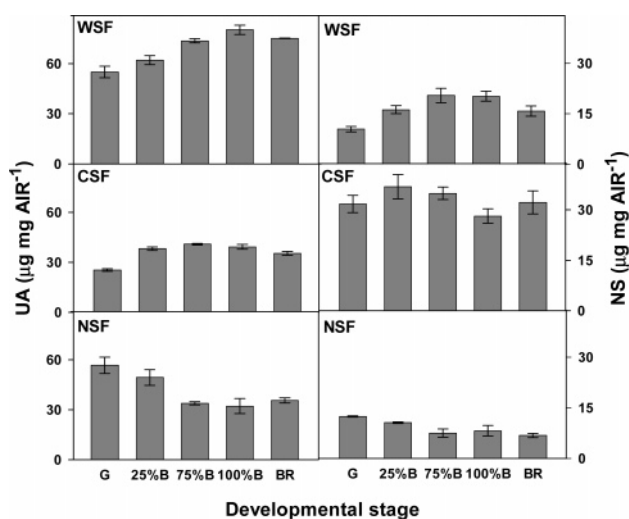 WSF
WSF
60
30
0
30
15
0
CSF
CSF
60
30
0
30
15
0
NSF
NSF
60
30
0
30
15
0
UA (µg mg AIR⁻¹)
NS (µg mg AIR⁻¹)
G 25%B 75%B 100%B BR
G 25%B 75%B 100%B BR
Developmental stage